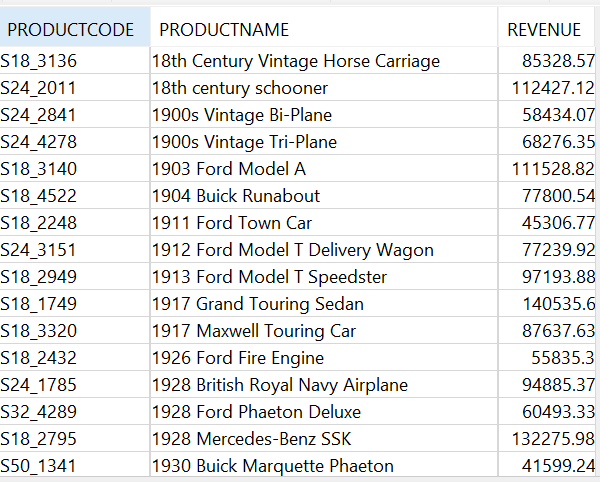 PRODUCTCODE PRODUCTNAME REVENUE
S18_3136 18th Century Vintage Horse Carriage 85328.57
S24_2011 18th century schooner 112427.12
S24_2841 1900s Vintage Bi-Plane 58434.07
S24_4278 1900s Vintage Tri-Plane 68276.35
S18_3140 1903 Ford Model A 111528.82
S18_4522 1904 Buick Runabout 77800.54
S18_2248 1911 Ford Town Car 45306.77
S24_3151 1912 Ford Model T Delivery Wagon 77239.92
S18_2949 1913 Ford Model T Speedster 97193.88
S18_1749 1917 Grand Touring Sedan 140535.6
S18_3320 1917 Maxwell Touring Car 87637.63
S18_2432 1926 Ford Fire Engine 55835.3
S24_1785 1928 British Royal Navy Airplane 94885.37
S32_4289 1928 Ford Phaeton Deluxe 60493.33
S18_2795 1928 Mercedes-Benz SSK 132275.98
S50_1341 1930 Buick Marquette Phaeton 41599.24